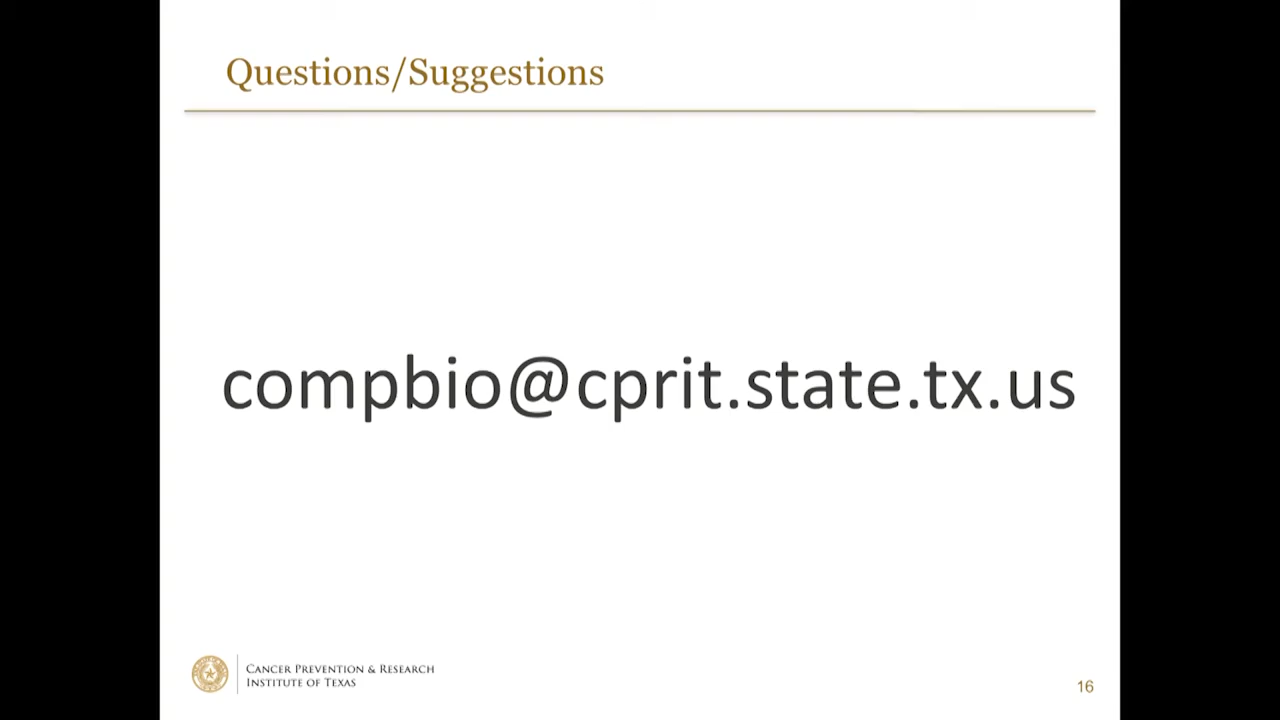 Questions/Suggestions
compbio@cprit.state.tx.us
CANCER PREVENTION & RESEARCH
INSTITUTE OF TEXAS
16